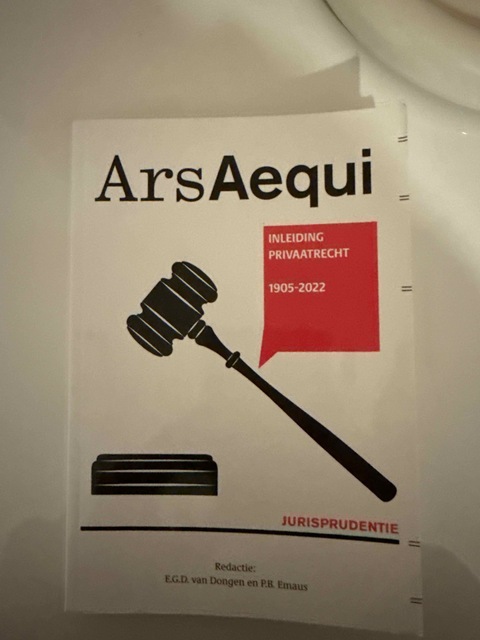 ArsAequi
INLEIDING
PRIVAATRECHT
1905-2022
JURISPRUDENTIE
Redactie:
E.G.D. van Dongen en P.B. Emaus